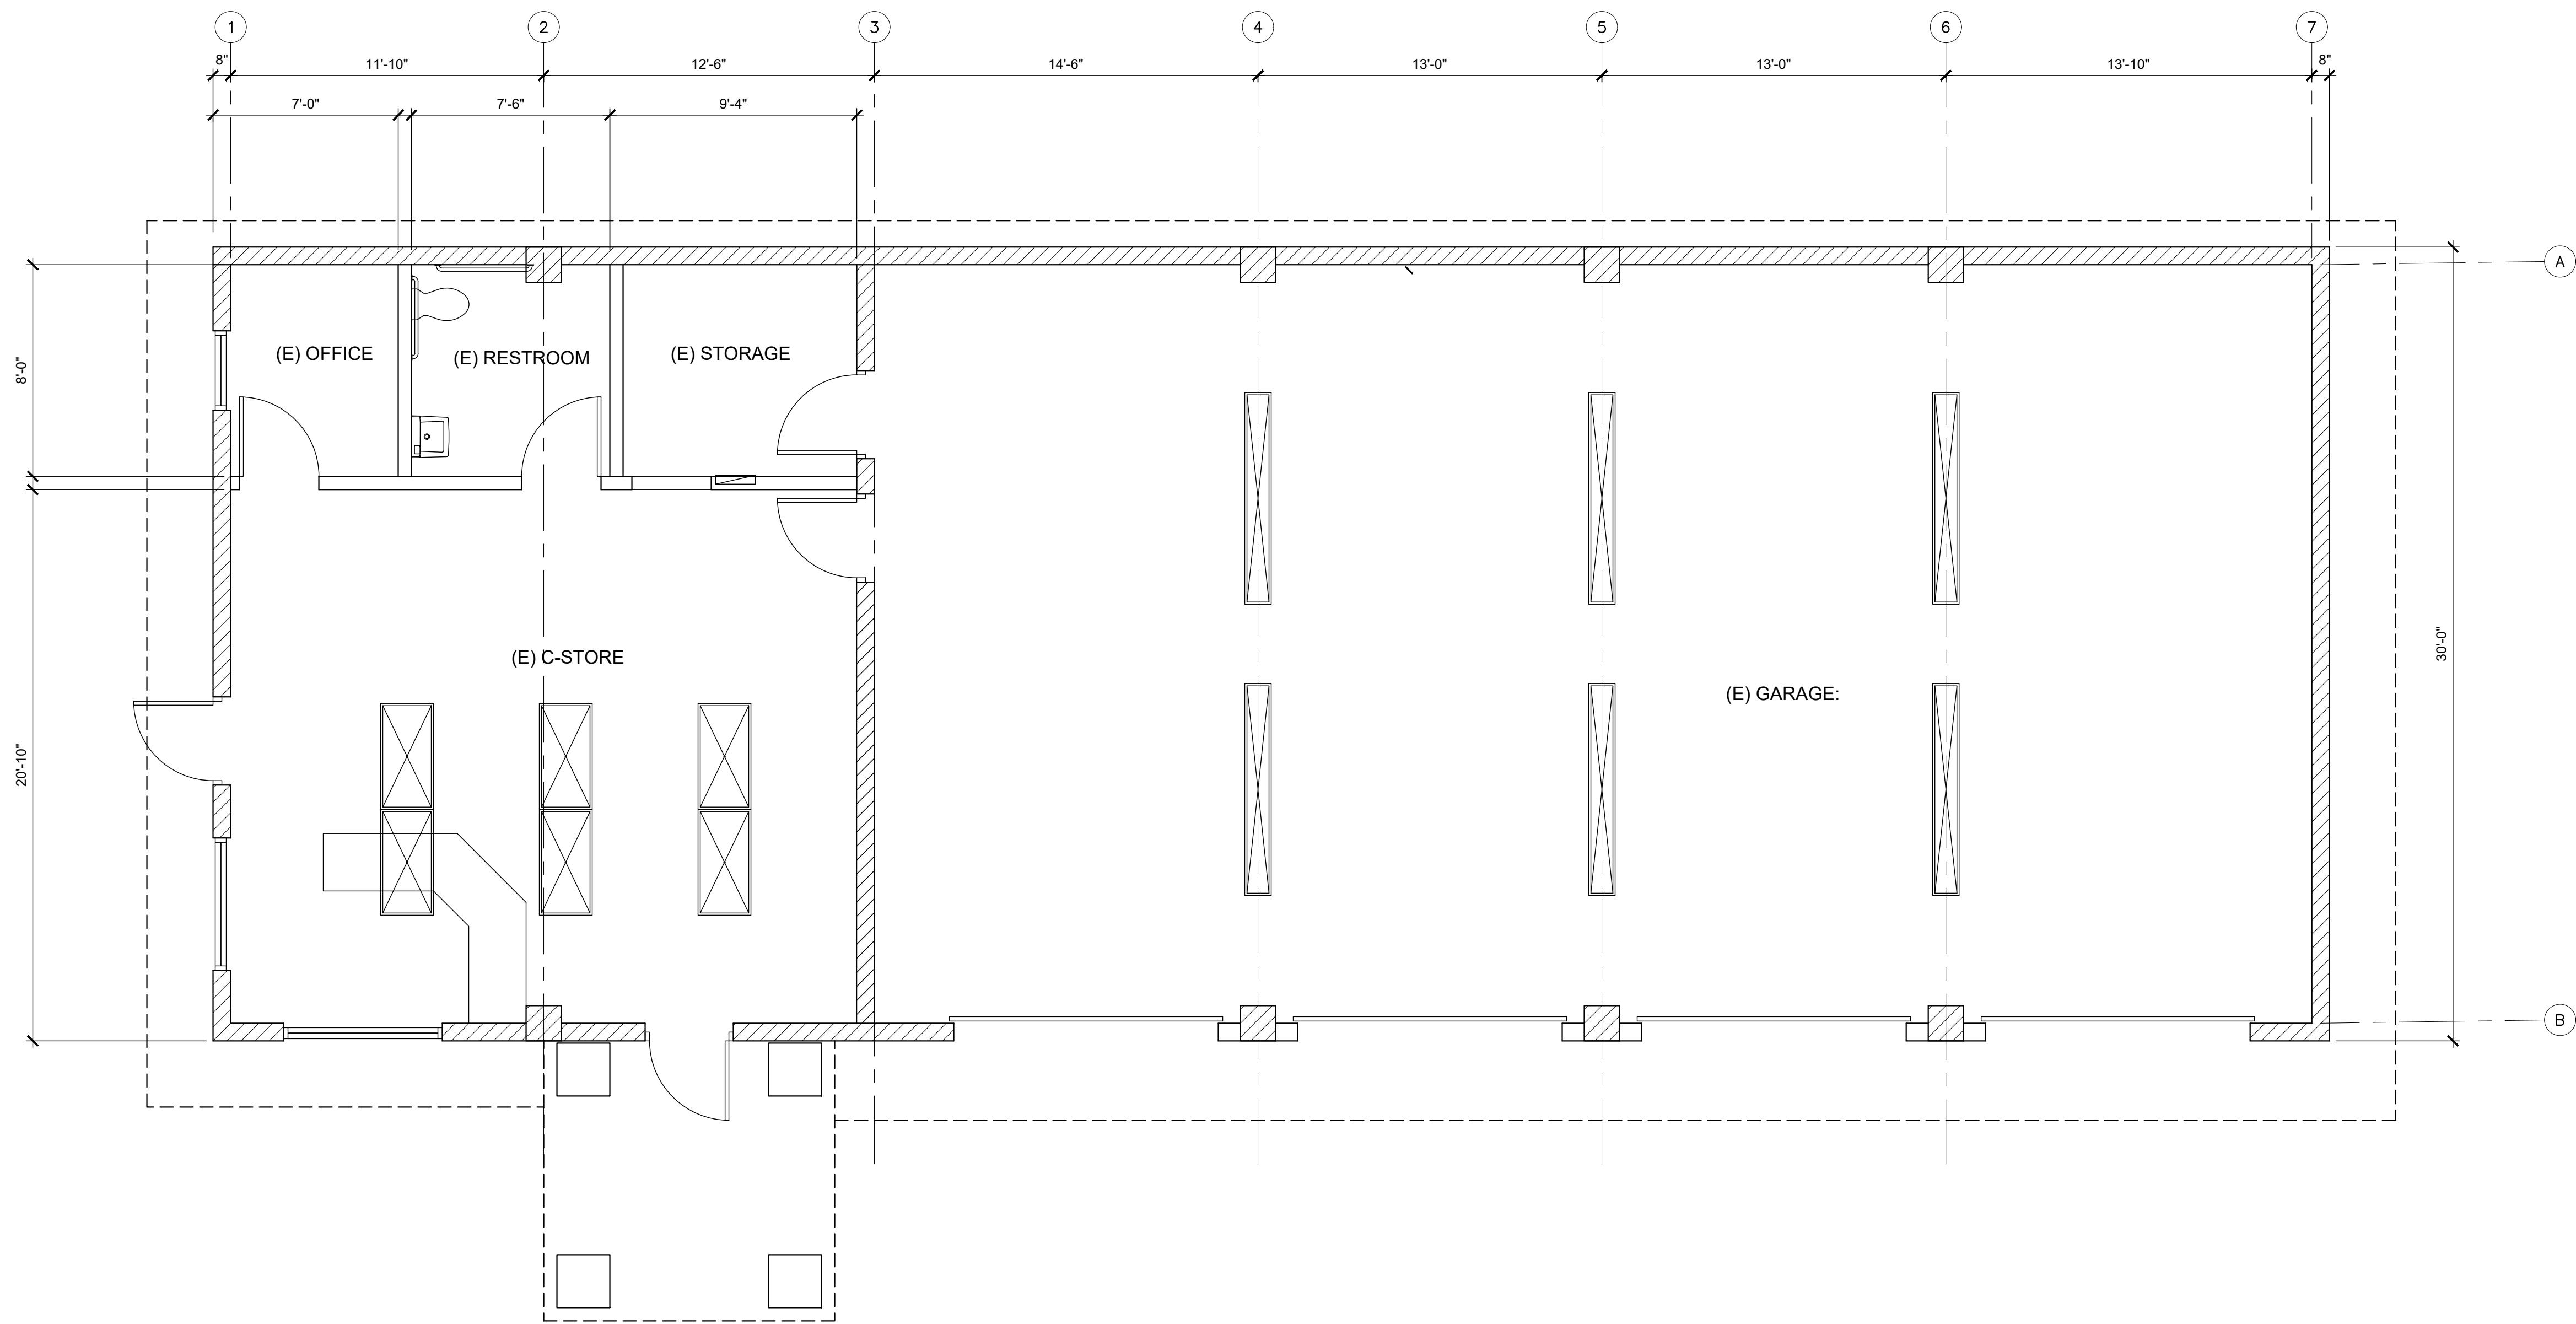 1 2 3 4 5 6 7
8" 11'-10" 12'-6" 14'-6" 13'-0" 13'-0" 13'-10" 8"
7'-0" 7'-6" 9'-4"
A
8'-0"
(E) OFFICE (E) RESTROOM (E) STORAGE
30'-0"
(E) C-STORE
(E) GARAGE:
20'-10"
B